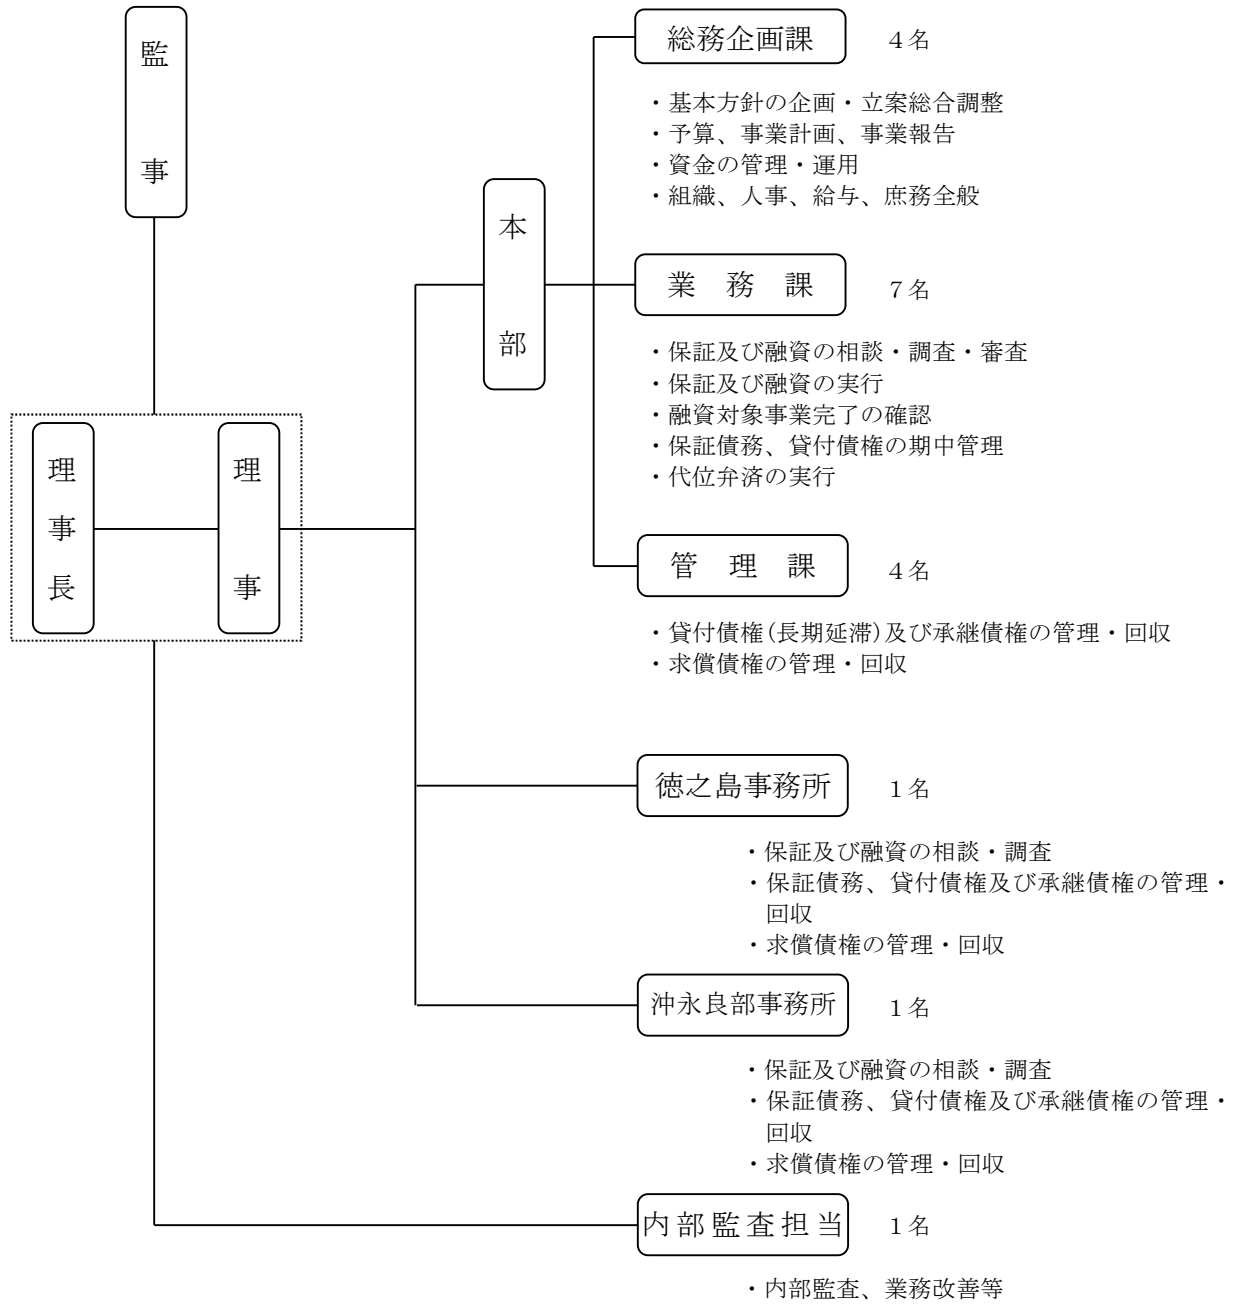 監事
総務企画課 4名
・基本方針の企画・立案総合調整
・予算、事業計画、事業報告
・資金の管理・運用
・組織、人事、給与、庶務全般
本部
業務課 7名
・保証及び融資の相談・調査・審査
・保証及び融資の実行
・融資対象事業完了の確認
・保証債務、貸付債権の期中管理
・代位弁済の実行
理事長
理事
管理課 4名
・貸付債権(長期延滞)及び承継債権の管理・回収
・求償債権の管理・回収
徳之島事務所 1名
・保証及び融資の相談・調査
・保証債務、貸付債権及び承継債権の管理・
回収
・求償債権の管理・回収
沖永良部事務所 1名
・保証及び融資の相談・調査
・保証債務、貸付債権及び承継債権の管理・
回収
・求償債権の管理・回収
内部監査担当 1名
・内部監査、業務改善等